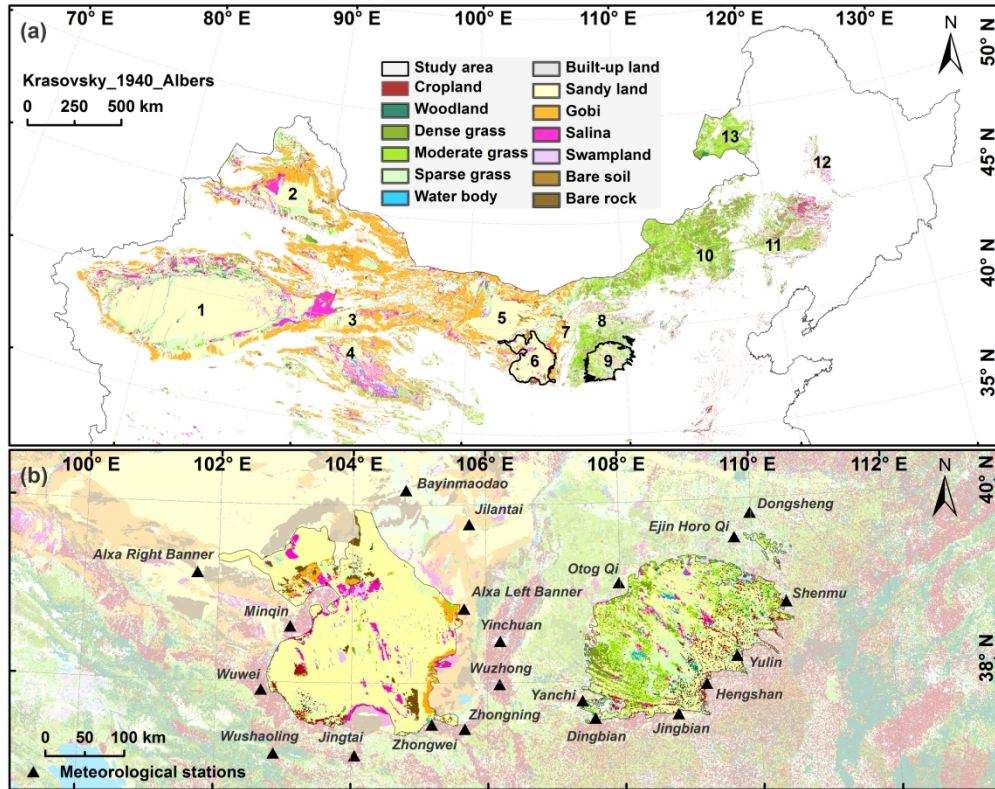 80° E 90° E 100° E 110° E 120° E 130° E
(a)
N
50° N
45° N
40° N
35° N
Krasovsky_1940_Albers
0 250 500 km
Study area
Cropland
Woodland
Dense grass
Moderate grass
Sparse grass
Water body
Built-up land
Sandy land
Gobi
Salina
Swampland
Bare soil
Bare rock
1
2
3
4
5
6
7
8
9
10
11
12
13
(b)
100° E 102° E 104° E 106° E 108° E 110° E 112° E
N
40° N
38° N
Bayinmaodao
Jilantai
Dongsheng
Ejin Horo Qi
Alxa Right Banner
Otog Qi
Alxa Left Banner
Shenmu
Minqin
Yinchuan
Yulin
Wuwei
Wuzhong
Hengshan
Yanchi
Zhongning
Jingbian
Dingbian
Wushaoling
Jingtai
Zhongwei
0 50 100 km
Meteorological stations